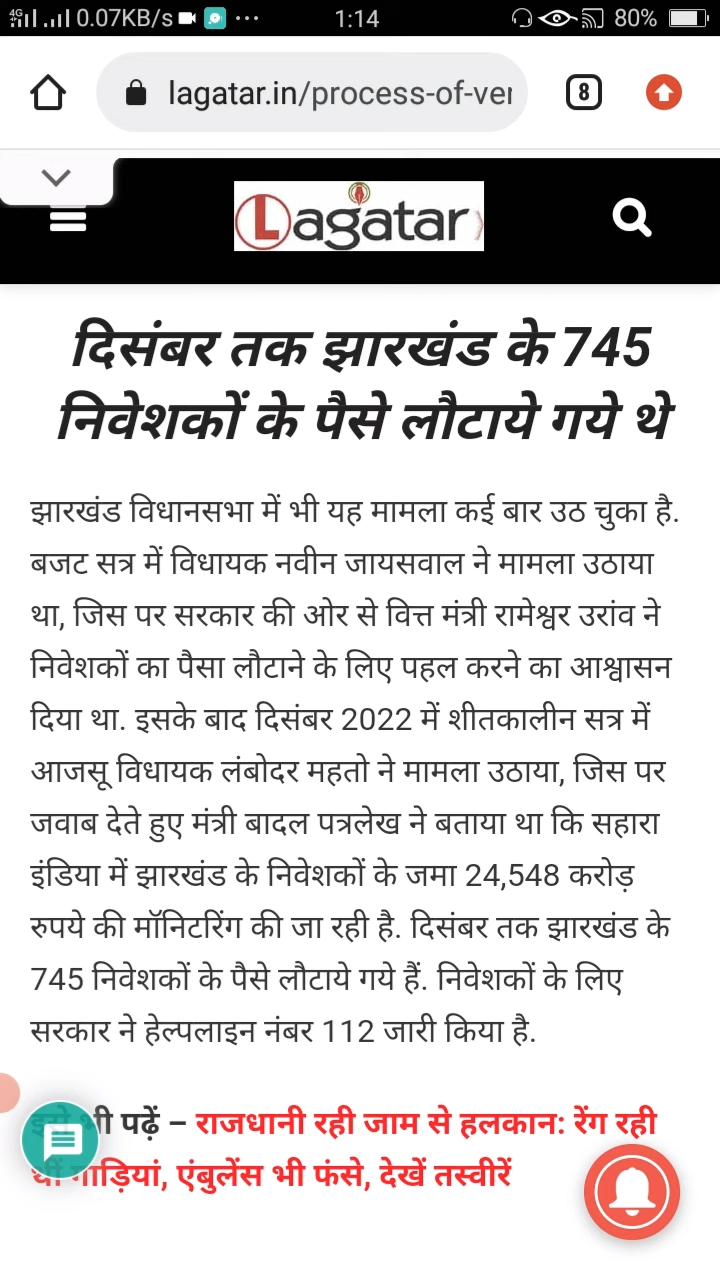 4G 0.07KB/s ... 1:14 80%
lagatar.in/process-of-ver 8
Lagatar
दिसंबर तक झारखंड के 745
निवेशकों के पैसे लौटाये गये थे
झारखंड विधानसभा में भी यह मामला कई बार उठ चुका है.
बजट सत्र में विधायक नवीन जायसवाल ने मामला उठाया
था, जिस पर सरकार की ओर से वित्त मंत्री रामेश्वर उरांव ने
निवेशकों का पैसा लौटाने के लिए पहल करने का आश्वासन
दिया था. इसके बाद दिसंबर 2022 में शीतकालीन सत्र में
आजसू विधायक लंबोदर महतो ने मामला उठाया, जिस पर
जवाब देते हुए मंत्री बादल पत्रलेख ने बताया था कि सहारा
इंडिया में झारखंड के निवेशकों के जमा 24,548 करोड़
रुपये की मॉनिटरिंग की जा रही है. दिसंबर तक झारखंड के
745 निवेशकों के पैसे लौटाये गये हैं. निवेशकों के लिए
सरकार ने हेल्पलाइन नंबर 112 जारी किया है.
भी पढ़ें – राजधानी रही जाम से हलकान: रेंग रही
गाड़ियां, एंबुलेंस भी फंसे, देखें तस्वीरें